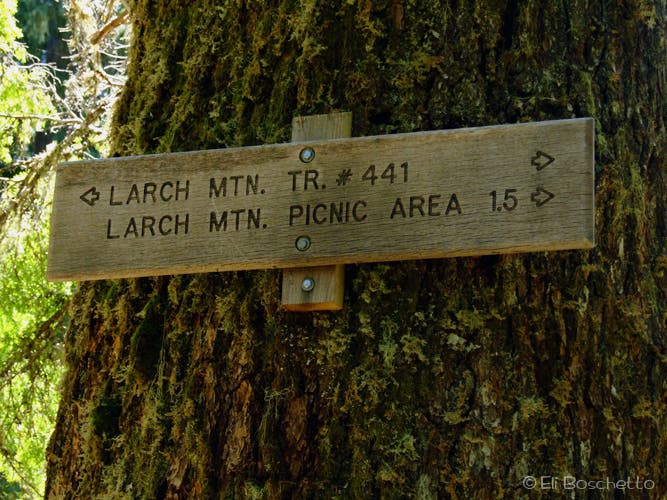 ⇦ LARCH MTN. TR. # 441 ⇨
LARCH MTN. PICNIC AREA 1.5 ⇨
© Eli Boschetto